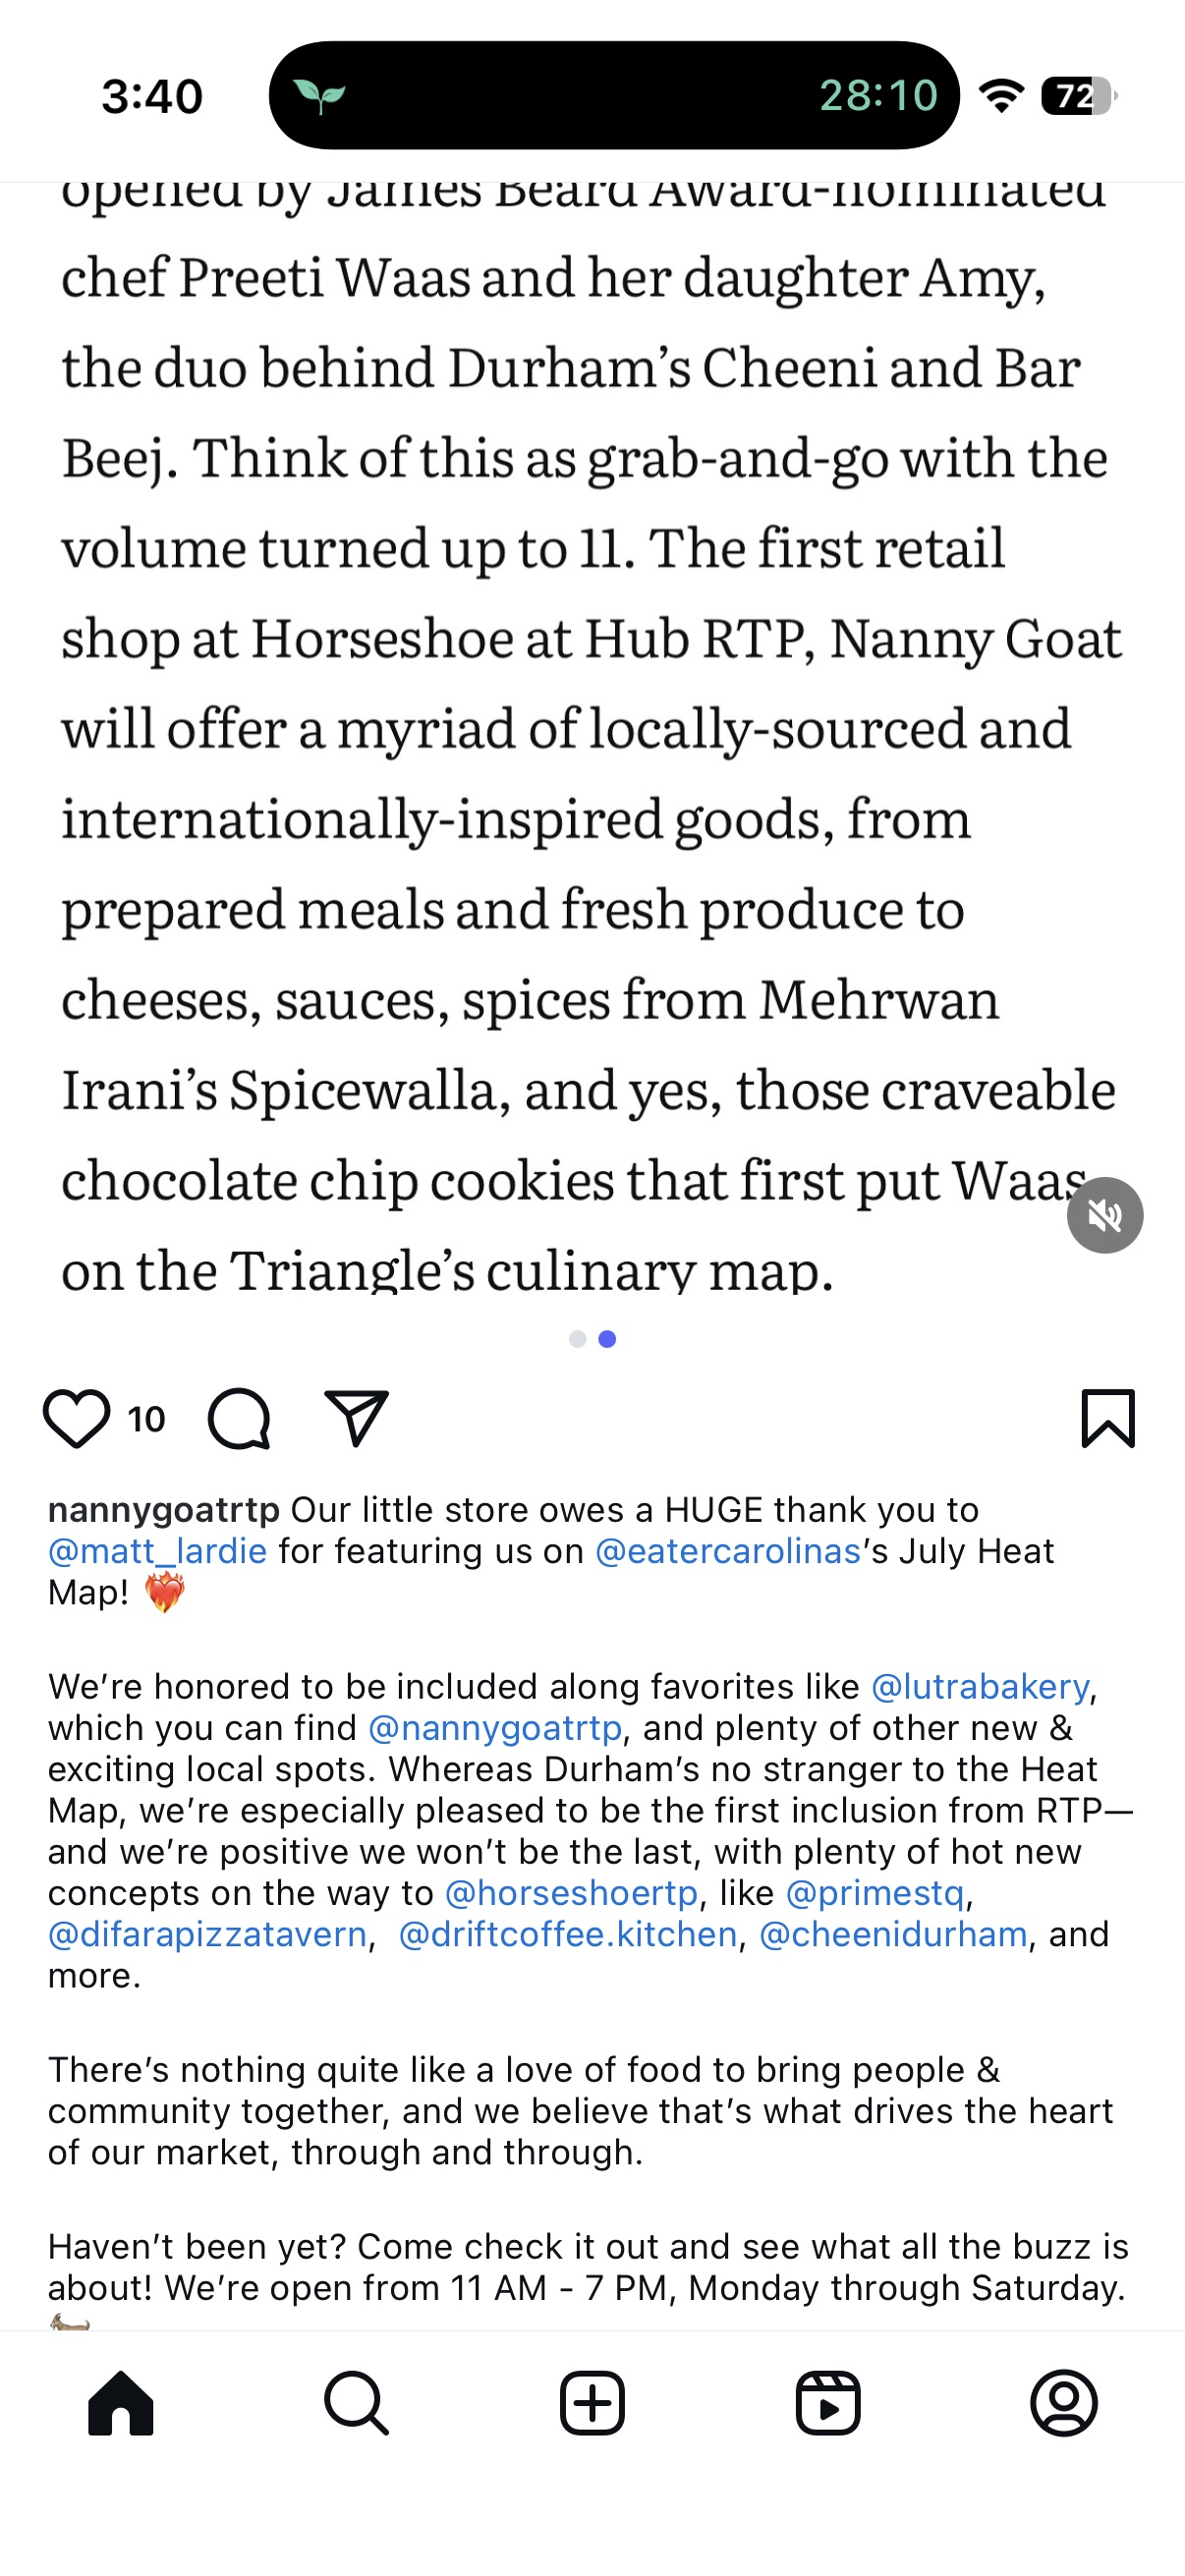 3:40
28:10
72
opened by James Beard Award-nominated
chef Preeti Waas and her daughter Amy,
the duo behind Durham’s Cheeni and Bar
Beej. Think of this as grab-and-go with the
volume turned up to 11. The first retail
shop at Horseshoe at Hub RTP, Nanny Goat
will offer a myriad of locally-sourced and
internationally-inspired goods, from
prepared meals and fresh produce to
cheeses, sauces, spices from Mehrwan
Irani’s Spicewalla, and yes, those craveable
chocolate chip cookies that first put Waas
on the Triangle’s culinary map.
10
nannygoatrtp Our little store owes a HUGE thank you to
@matt_lardie for featuring us on @eatercarolinas’s July Heat
Map! ❤️‍🔥
We’re honored to be included along favorites like @lutrabakery,
which you can find @nannygoatrtp, and plenty of other new &
exciting local spots. Whereas Durham’s no stranger to the Heat
Map, we’re especially pleased to be the first inclusion from RTP—
and we’re positive we won’t be the last, with plenty of hot new
concepts on the way to @horseshoertp, like @primestq,
@difarapizzatavern, @driftcoffee.kitchen, @cheenidurham, and
more.
There’s nothing quite like a love of food to bring people &
community together, and we believe that’s what drives the heart
of our market, through and through.
Haven’t been yet? Come check it out and see what all the buzz is
about! We’re open from 11 AM - 7 PM, Monday through Saturday.